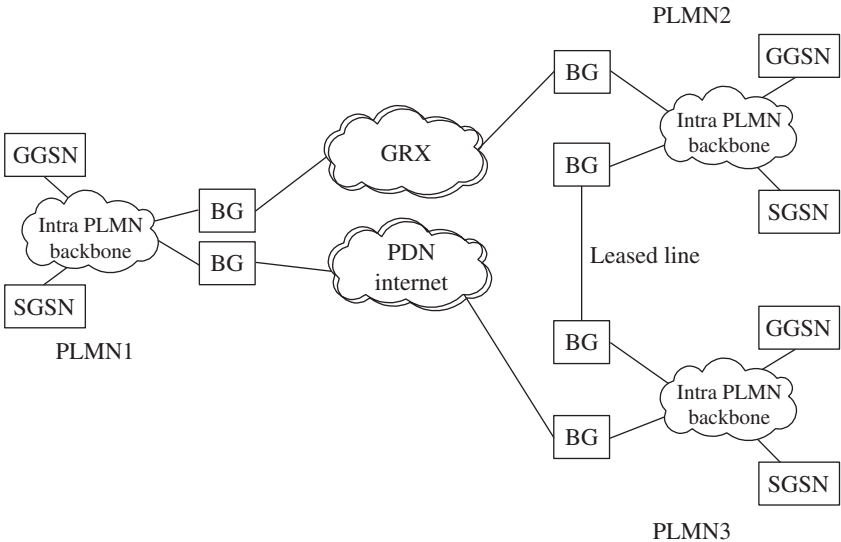 PLMN2
GGSN
BG
Intra PLMN
backbone
GRX
BG
GGSN
SGSN
BG
Intra PLMN
backbone
BG
PDN
internet
Leased line
SGSN
PLMN1
BG
GGSN
Intra PLMN
backbone
BG
SGSN
PLMN3